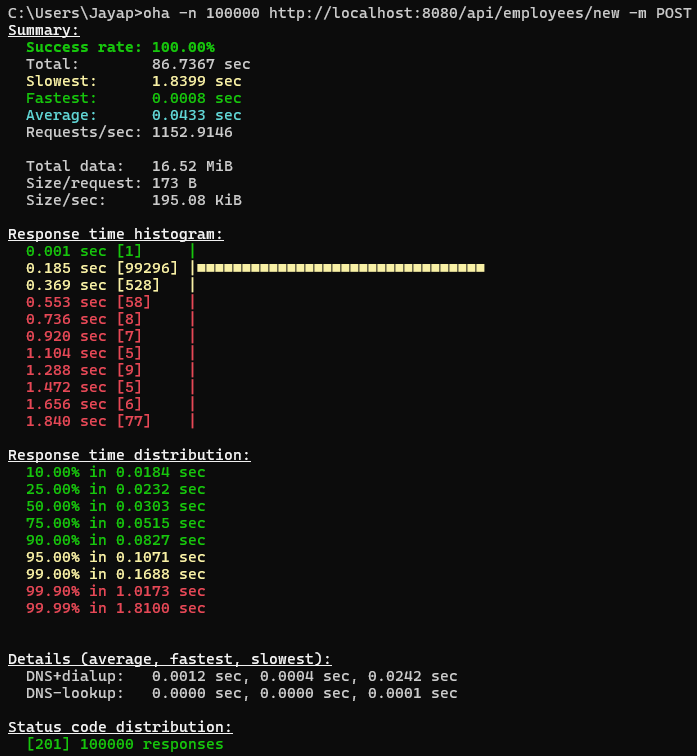 C:\Users\Jayap>oha -n 100000 http://localhost:8080/api/employees/new -m POST
Summary:
  Success rate: 100.00%
  Total:        86.7367 sec
  Slowest:      1.8399 sec
  Fastest:      0.0008 sec
  Average:      0.0433 sec
  Requests/sec: 1152.9146

  Total data:   16.52 MiB
  Size/request: 173 B
  Size/sec:     195.08 KiB

Response time histogram:
  0.001 sec [1]     |
  0.185 sec [99296] |■■■■■■■■■■■■■■■■■■■■■■■■■■■■■■■■
  0.369 sec [528]   |
  0.553 sec [58]    |
  0.736 sec [8]     |
  0.920 sec [7]     |
  1.104 sec [5]     |
  1.288 sec [9]     |
  1.472 sec [5]     |
  1.656 sec [6]     |
  1.840 sec [77]    |

Response time distribution:
  10.00% in 0.0184 sec
  25.00% in 0.0232 sec
  50.00% in 0.0303 sec
  75.00% in 0.0515 sec
  90.00% in 0.0827 sec
  95.00% in 0.1071 sec
  99.00% in 0.1688 sec
  99.90% in 1.0173 sec
  99.99% in 1.8100 sec

Details (average, fastest, slowest):
  DNS+dialup:   0.0012 sec, 0.0004 sec, 0.0242 sec
  DNS-lookup:   0.0000 sec, 0.0000 sec, 0.0001 sec

Status code distribution:
  [201] 100000 responses